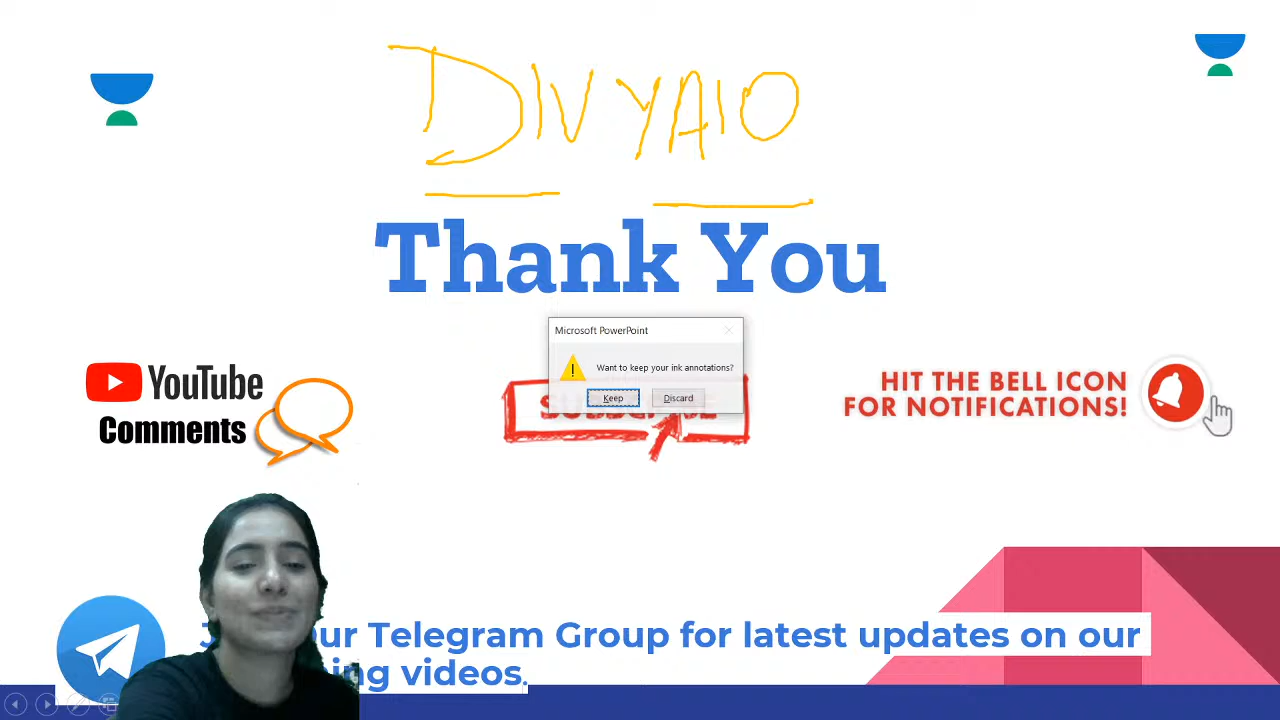 DIVYA10
Thank You
Microsoft PowerPoint
Want to keep your ink annotations?
Keep
Discard
YouTube
Comments
HIT THE BELL ICON
FOR NOTIFICATIONS!
our Telegram Group for latest updates on our
videos.